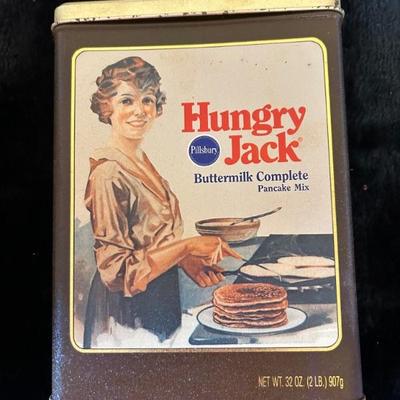 Hungry
Pillsbury
Jack®
Buttermilk Complete
Pancake Mix
NET WT. 32 OZ. (2 LB.) 907g